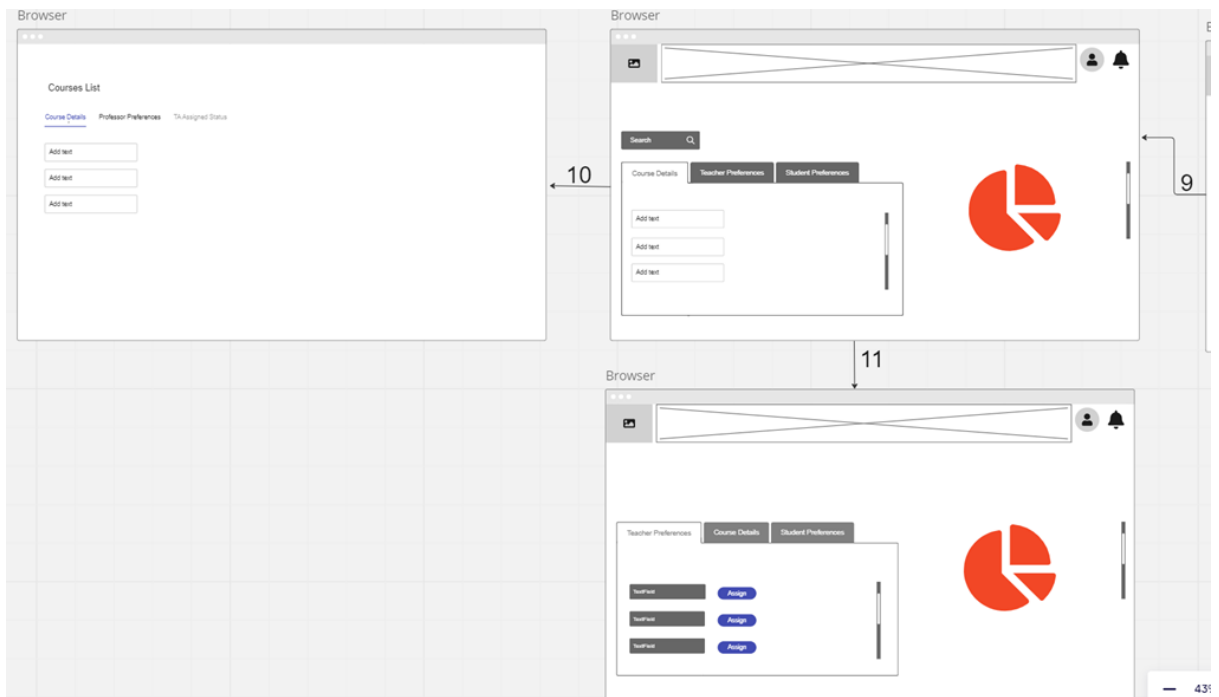 Browser
Courses List
Course Details Professor Preferences TA Assigned Status
Add text
Add text
Add text
10
Browser
Search
Course Details Teacher Preferences Student Preferences
Add text
Add text
Add text
9
11
Browser
Teacher Preferences Course Details Student Preferences
TextField Assign
TextField Assign
TextField Assign